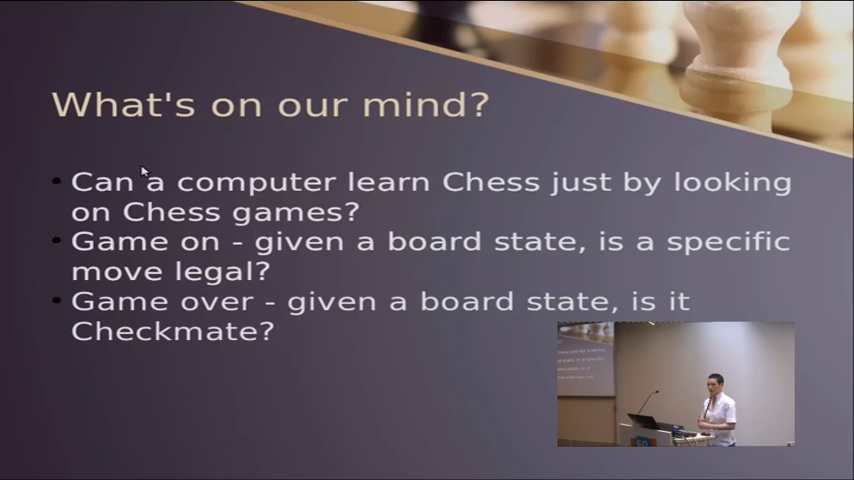 What's on our mind?
Can a computer learn Chess just by looking
on Chess games?
Game on - given a board state, is a specific
move legal?
Game over - given a board state, is it
Checkmate?